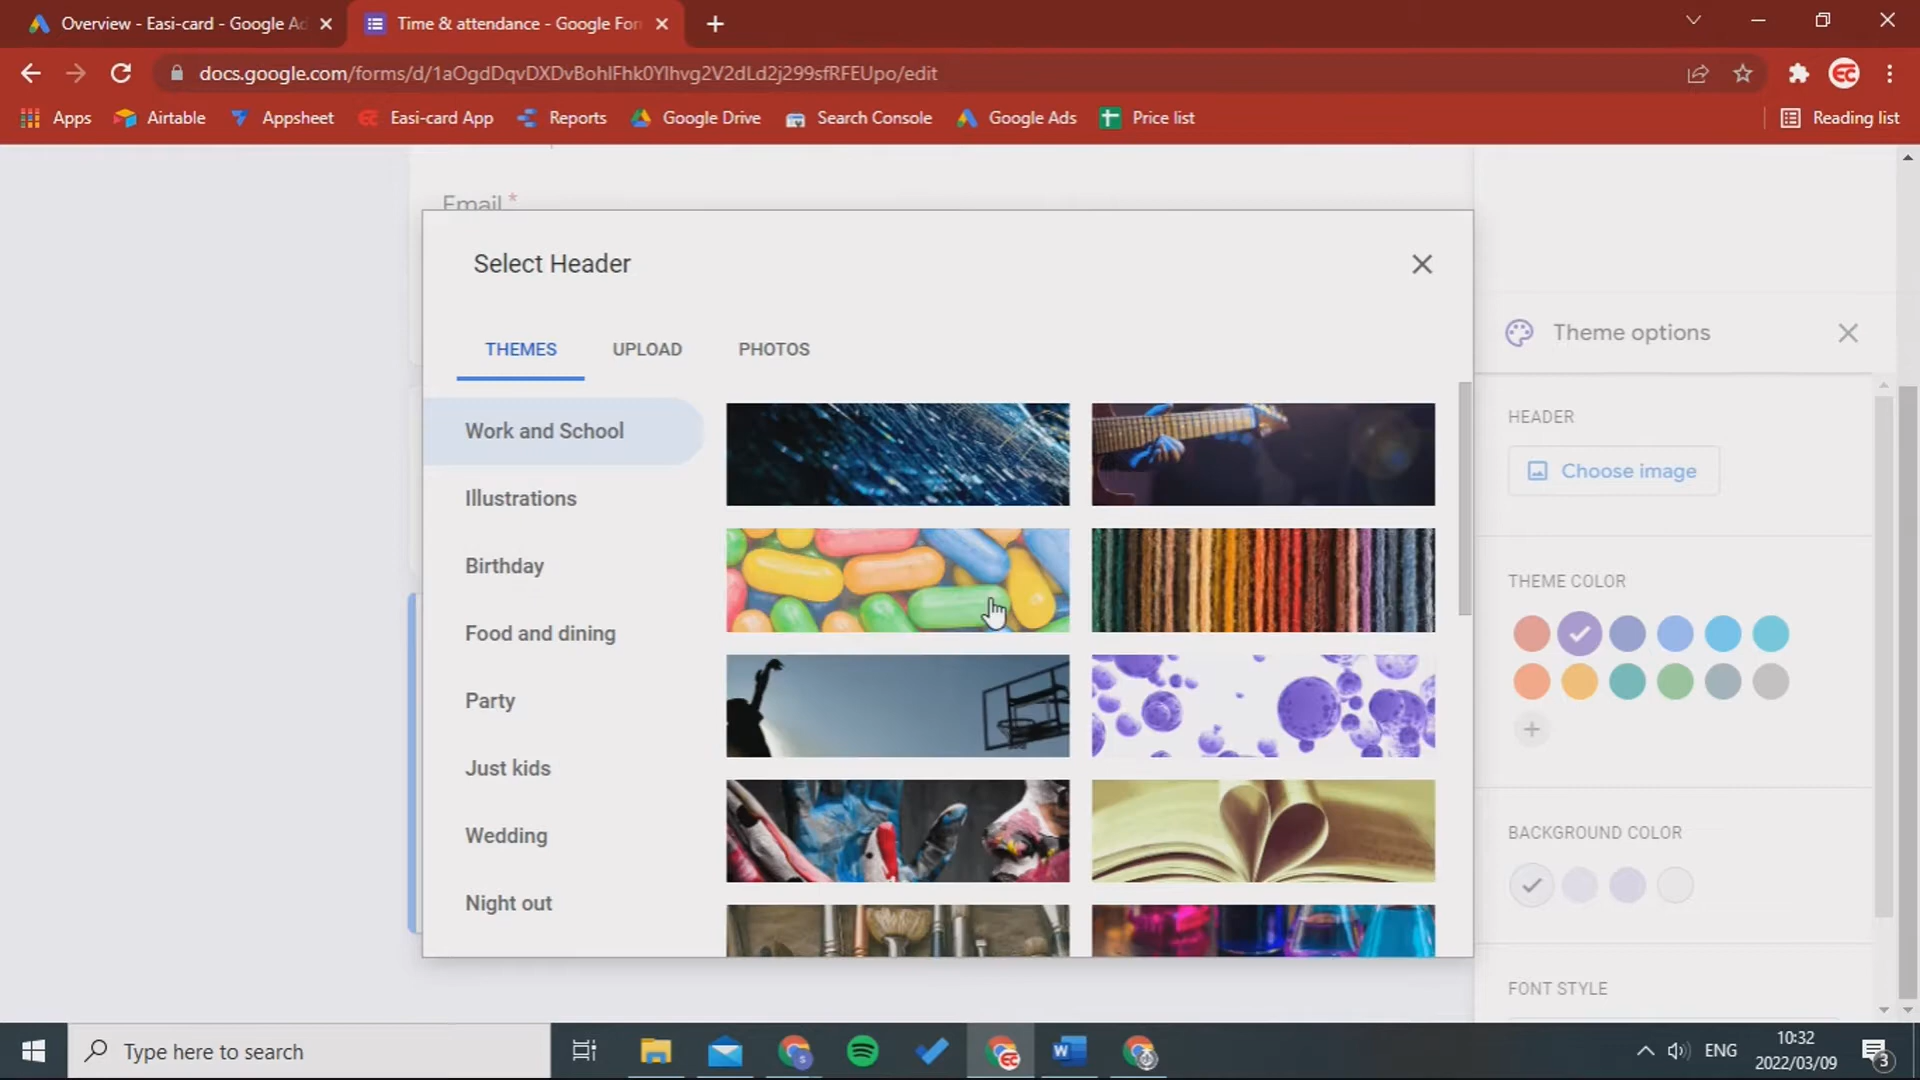 Overview - Easi-card - Google Ad
Time & attendance - Google For
docs.google.com/forms/d/1aOgdDqvDXDvBohlFhk0Ylhvg2V2dLd2j299sfRFEUpo/edit
Apps
Airtable
Appsheet
Easi-card App
Reports
Google Drive
Search Console
Google Ads
Price list
Reading list
Email *
Select Header
THEMES
UPLOAD
PHOTOS
Work and School
Illustrations
Birthday
Food and dining
Party
Just kids
Wedding
Night out
Theme options
HEADER
Choose image
THEME COLOR
BACKGROUND COLOR
FONT STYLE
Type here to search
ENG
10:32
2022/03/09
3